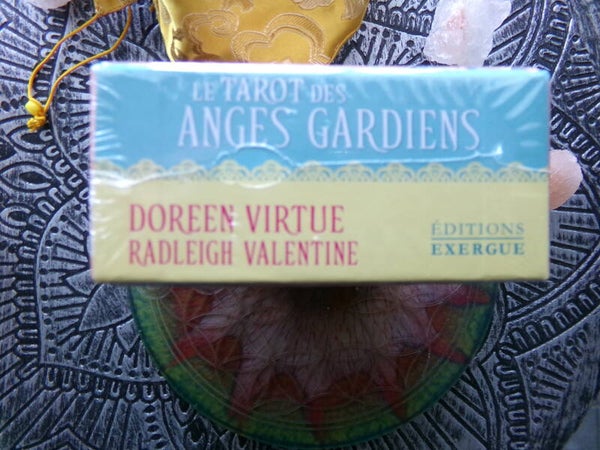 LE TAROT DES
ANGES GARDIENS
DOREEN VIRTUE
RADLEIGH VALENTINE
ÉDITIONS
EXERGUE